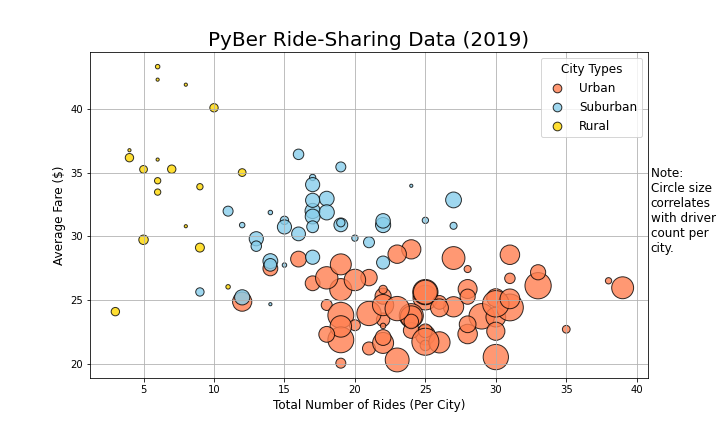 PyBer Ride-Sharing Data (2019)
City Types
Urban
Suburban
Rural
40
35
30
25
20
Average Fare ($)
5
10
15
20
25
30
35
40
Total Number of Rides (Per City)
Note:
Circle size
correlates
with driver
count per
city.